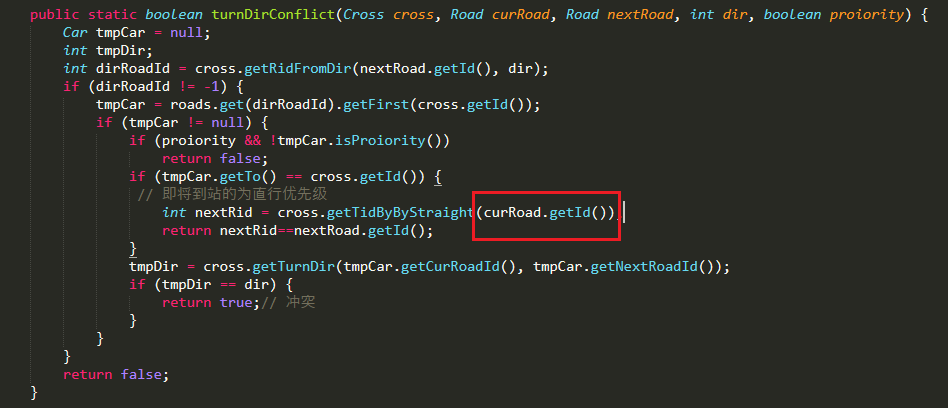 public static boolean turnDirConflict(Cross cross, Road curRoad, Road nextRoad, int dir, boolean proiority) {
Car tmpCar = null;
int tmpDir;
int dirRoadId = cross.getRidFromDir(nextRoad.getId(), dir);
if (dirRoadId != -1) {
tmpCar = roads.get(dirRoadId).getFirst(cross.getId());
if (tmpCar != null) {
if (proiority && !tmpCar.isProiority())
return false;
if (tmpCar.getTo() == cross.getId()) {
// 即将到站的为直行优先级
int nextRid = cross.getTidByByStraight(curRoad.getId())
return nextRid==nextRoad.getId();
}
tmpDir = cross.getTurnDir(tmpCar.getCurRoadId(), tmpCar.getNextRoadId());
if (tmpDir == dir) {
return true;// 冲突
}
}
}
return false;
}